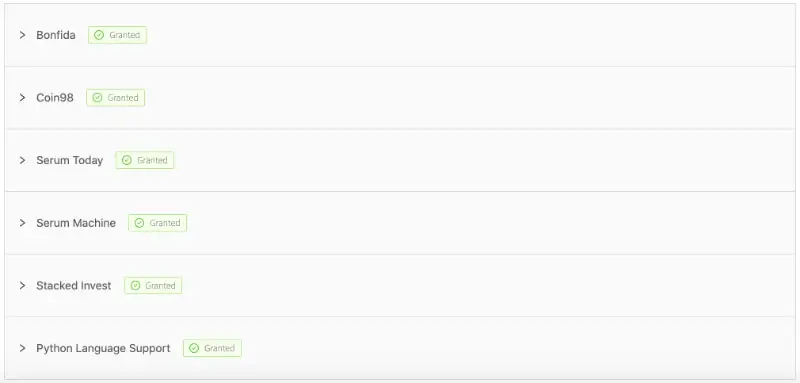 Bonfida Granted
Coin98 Granted
Serum Today Granted
Serum Machine Granted
Stacked Invest Granted
Python Language Support Granted